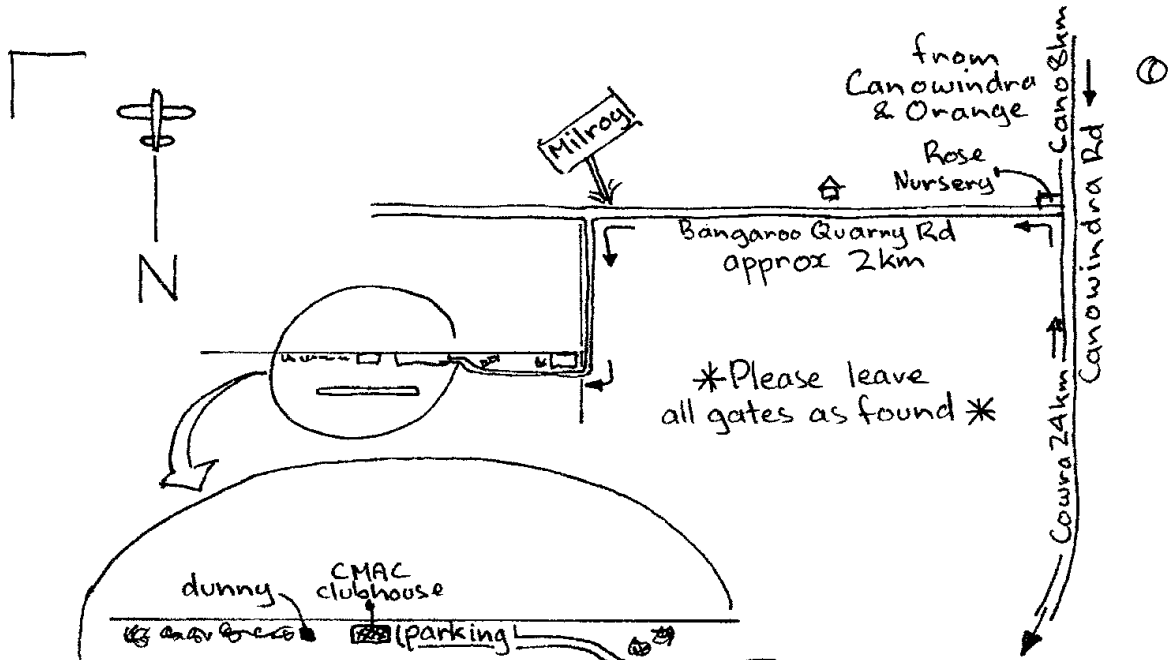 from
Canowindra
& Orange
Cano 8km
Canowindra Rd
Milroy
Rose
Nursery
Bangaroo Quarry Rd
approx 2km
N
*Please leave
all gates as found *
Cowra 24km
dunny
CMAC
clubhouse
parking